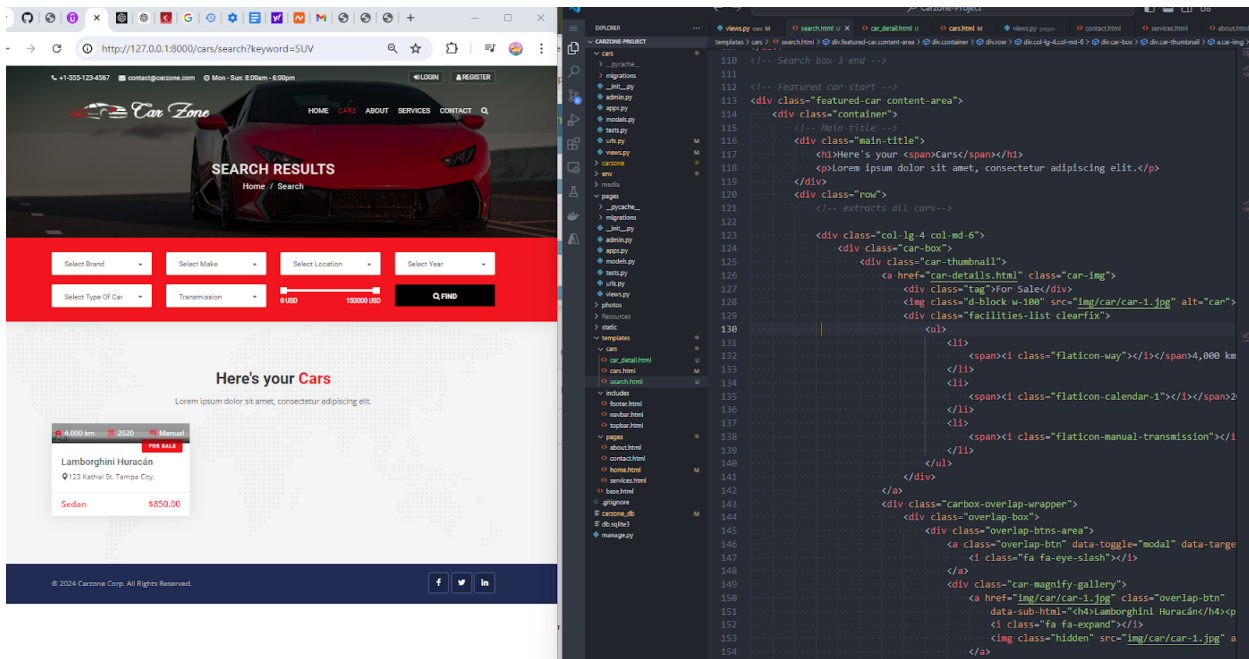 http://127.0.0.1:8000/cars/search?keyword=SUV
+1-555-123-4567 contact@carzone.com Mon - Sun: 8:00am - 6:00pm
LOGIN REGISTER
Car Zone
HOME CARS ABOUT SERVICES CONTACT
SEARCH RESULTS
Home / Search
Select Brand Select Make Select Location Select Year
Select Type Of Car Transmission 0 USD 150000 USD FIND
Here's your Cars
Lorem ipsum dolor sit amet, consectetur adipiscing elit.
4,000 km 2020 Manual
FOR SALE
Lamborghini Huracán
123 Kathal St. Tampa City,
Sedan $850.00
© 2024 Carzone Corp. All Rights Reserved.
Carzone-Project
EXPLORER
CARZONE-PROJECT
cars
__pycache__
migrations
__init__.py
admin.py
apps.py
models.py
tests.py
urls.py
views.py M
carzone
env
media
pages
__pycache__
migrations
__init__.py
admin.py
apps.py
models.py
tests.py
urls.py
views.py
photos
Resources
static
templates
cars
car_detail.html U
cars.html M
search.html U
includes
footer.html
navbar.html
topbar.html
pages
about.html
contact.html
home.html M
services.html
base.html
.gitignore
carzone_db M
db.sqlite3
manage.py
views.py cars M search.html U car_detail.html U cars.html M views.py pages contact.html services.html about.htm
templates > cars > search.html > div.featured-car.content-area > div.container > div.row > div.col-lg-4.col-md-6 > div.car-box > div.car-thumbnail > a.car-img
110 <!-- Search box 3 end -->
111
112 <!-- Featured car start -->
113 <div class="featured-car content-area">
114 <div class="container">
115 <!-- Main title -->
116 <div class="main-title">
117 <h1>Here's your <span>Cars</span></h1>
118 <p>Lorem ipsum dolor sit amet, consectetur adipiscing elit.</p>
119 </div>
120 <div class="row">
121 <!-- extracts all cars-->
122
123 <div class="col-lg-4 col-md-6">
124 <div class="car-box">
125 <div class="car-thumbnail">
126 <a href="car-details.html" class="car-img">
127 <div class="tag">For Sale</div>
128 <img class="d-block w-100" src="img/car/car-1.jpg" alt="car">
129 <div class="facilities-list clearfix">
130 <ul>
131 <li>
132 <span><i class="flaticon-way"></i></span>4,000 km
133 </li>
134 <li>
135 <span><i class="flaticon-calendar-1"></i></span>2
136 </li>
137 <li>
138 <span><i class="flaticon-manual-transmission"></i
139 </li>
140 </ul>
141 </div>
142 </a>
143 <div class="carbox-overlap-wrapper">
144 <div class="overlap-box">
145 <div class="overlap-btns-area">
146 <a class="overlap-btn" data-toggle="modal" data-targe
147 <i class="fa fa-eye-slash"></i>
148 </a>
149 <div class="car-magnify-gallery">
150 <a href="img/car/car-1.jpg" class="overlap-btn"
151 data-sub-html="<h4>Lamborghini Huracán</h4><p
152 <i class="fa fa-expand"></i>
153 <img class="hidden" src="img/car/car-1.jpg" a
154 </a>